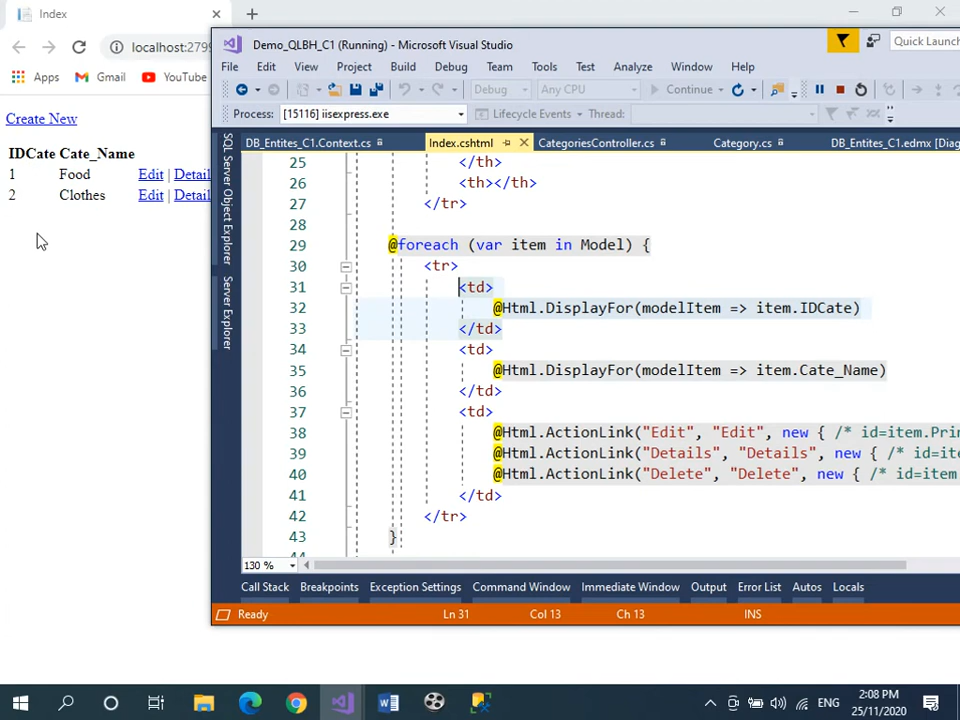 Index
localhost:279
Apps Gmail YouTube
Create New
IDCate Cate_Name
1 Food Edit | Detail
2 Clothes Edit | Detail
Demo_QLBH_C1 (Running) - Microsoft Visual Studio
Quick Launch
File Edit View Project Build Debug Team Tools Test Analyze Window Help
Debug Any CPU Continue
Process: [15116] iisexpress.exe Lifecycle Events Thread:
SQL Server Object Explorer
Server Explorer
DB_Entites_C1.Context.cs Index.cshtml CategoriesController.cs Category.cs DB_Entites_C1.edmx [Diag
25 </th>
26 <th></th>
27 </tr>
28
29 @foreach (var item in Model) {
30 <tr>
31 <td>
32 @Html.DisplayFor(modelItem => item.IDCate)
33 </td>
34 <td>
35 @Html.DisplayFor(modelItem => item.Cate_Name)
36 </td>
37 <td>
38 @Html.ActionLink("Edit", "Edit", new { /* id=item.Pri
39 @Html.ActionLink("Details", "Details", new { /* id=it
40 @Html.ActionLink("Delete", "Delete", new { /* id=item
41 </td>
42 </tr>
43 }
130 %
Call Stack Breakpoints Exception Settings Command Window Immediate Window Output Error List Autos Locals
Ready Ln 31 Col 13 Ch 13 INS
ENG
2:08 PM
25/11/2020